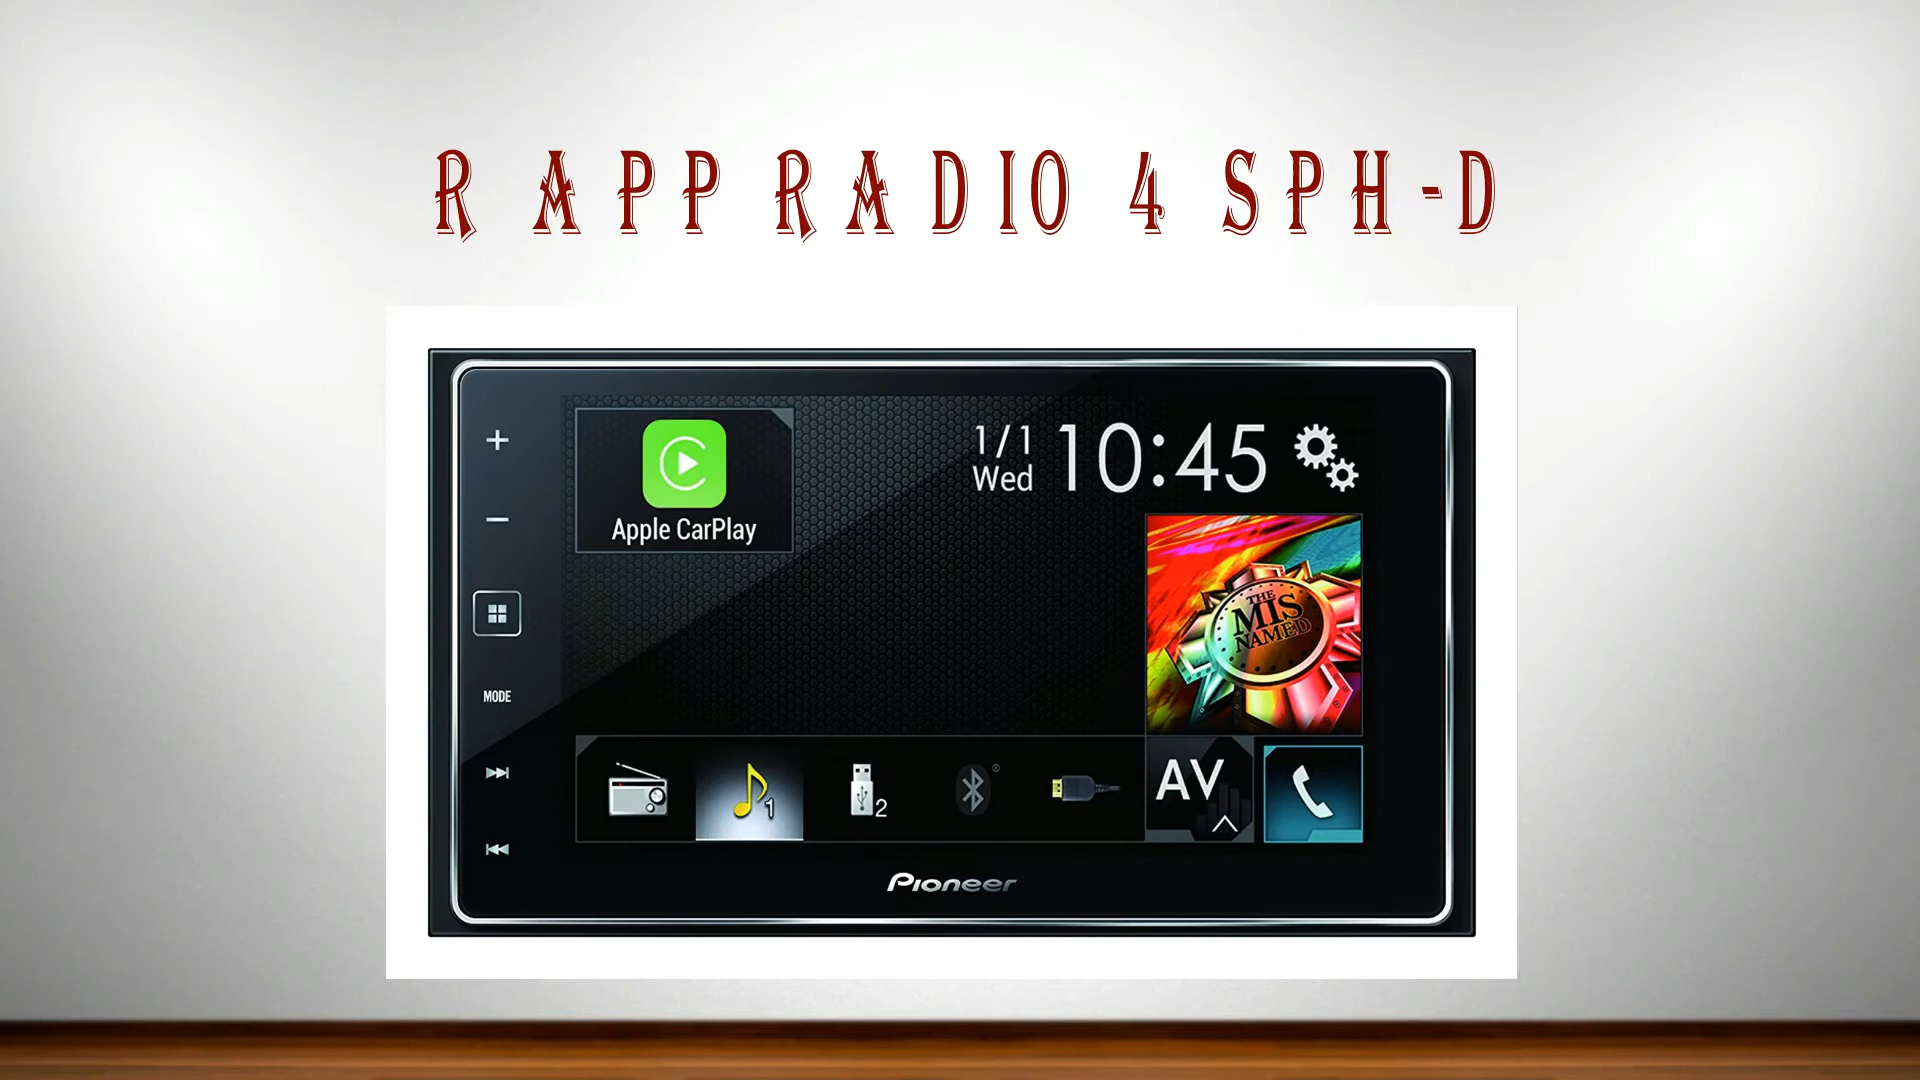 R APP RADIO 4 SPH-D
Apple CarPlay
1/1
Wed
10:45
THE
MIS
NAMED
MODE
1
2
®
AV
Pioneer